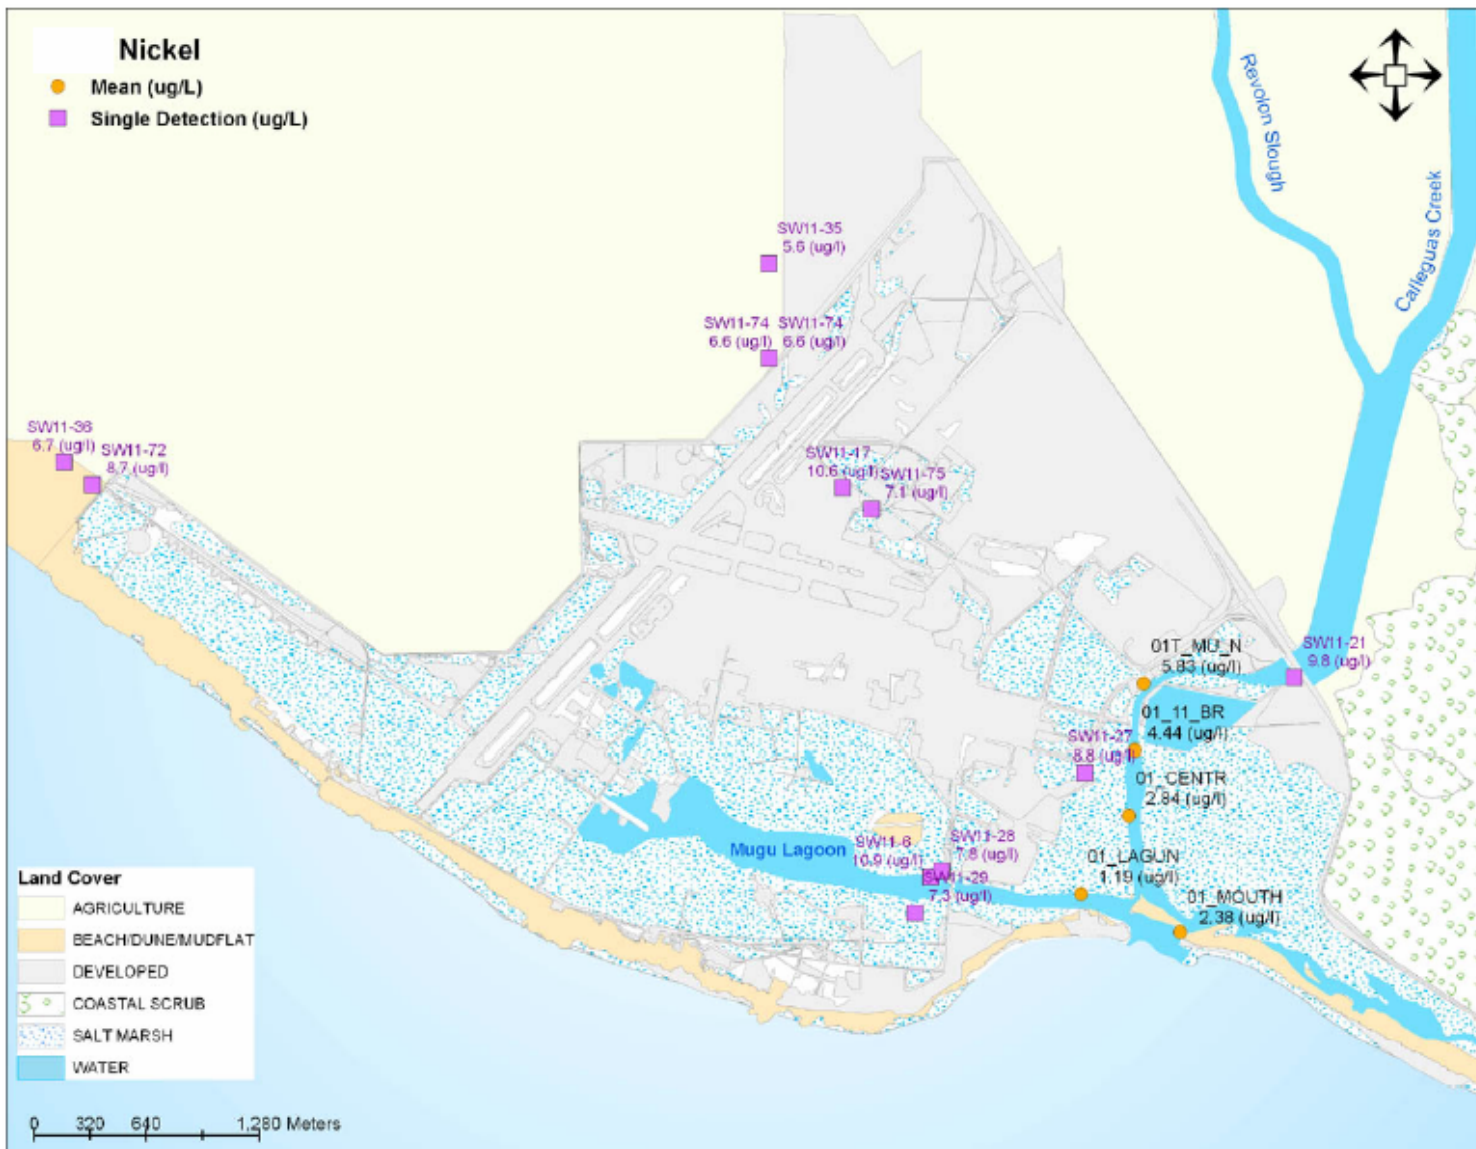 Nickel
Mean (ug/L)
Single Detection (ug/L)
Revolon Slough
Calleguas Creek
SW11-35
5.6 (ug/l)
SW11-74 SW11-74
6.6 (ug/l) 6.6 (ug/l)
SW11-36
6.7 (ug/l)
SW11-72
8.7 (ug/l)
SW11-17
10.6 (ug/l)
SW11-75
7.1 (ug/l)
01T_MU_N
5.83 (ug/l)
SW11-21
9.8 (ug/l)
01_11_BR
4.44 (ug/l)
SW11-27
8.8 (ug/l)
01_CENTR
2.84 (ug/l)
Mugu Lagoon
SW11-6
10.9 (ug/l)
SW11-28
7.8 (ug/l)
SW11-29
7.3 (ug/l)
01_LAGUN
1.19 (ug/l)
01_MOUTH
2.38 (ug/l)
Land Cover
AGRICULTURE
BEACH/DUNE/MUDFLAT
DEVELOPED
COASTAL SCRUB
SALT MARSH
WATER
0 320 640 1,280 Meters